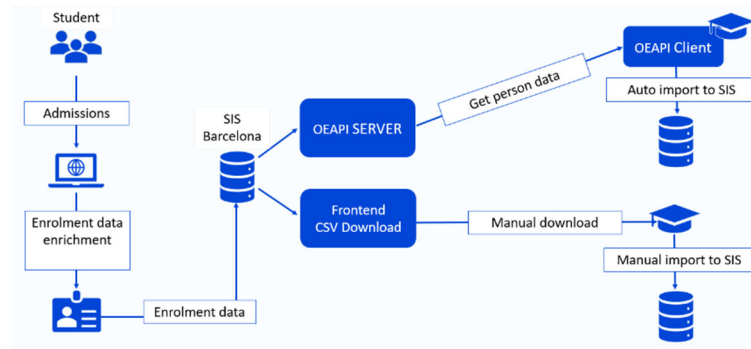 Student
Admissions
Enrolment data
enrichment
Enrolment data
SIS
Barcelona
OEAPI SERVER
Get person data
OEAPI Client
Auto import to SIS
Frontend
CSV Download
Manual download
Manual import to SIS